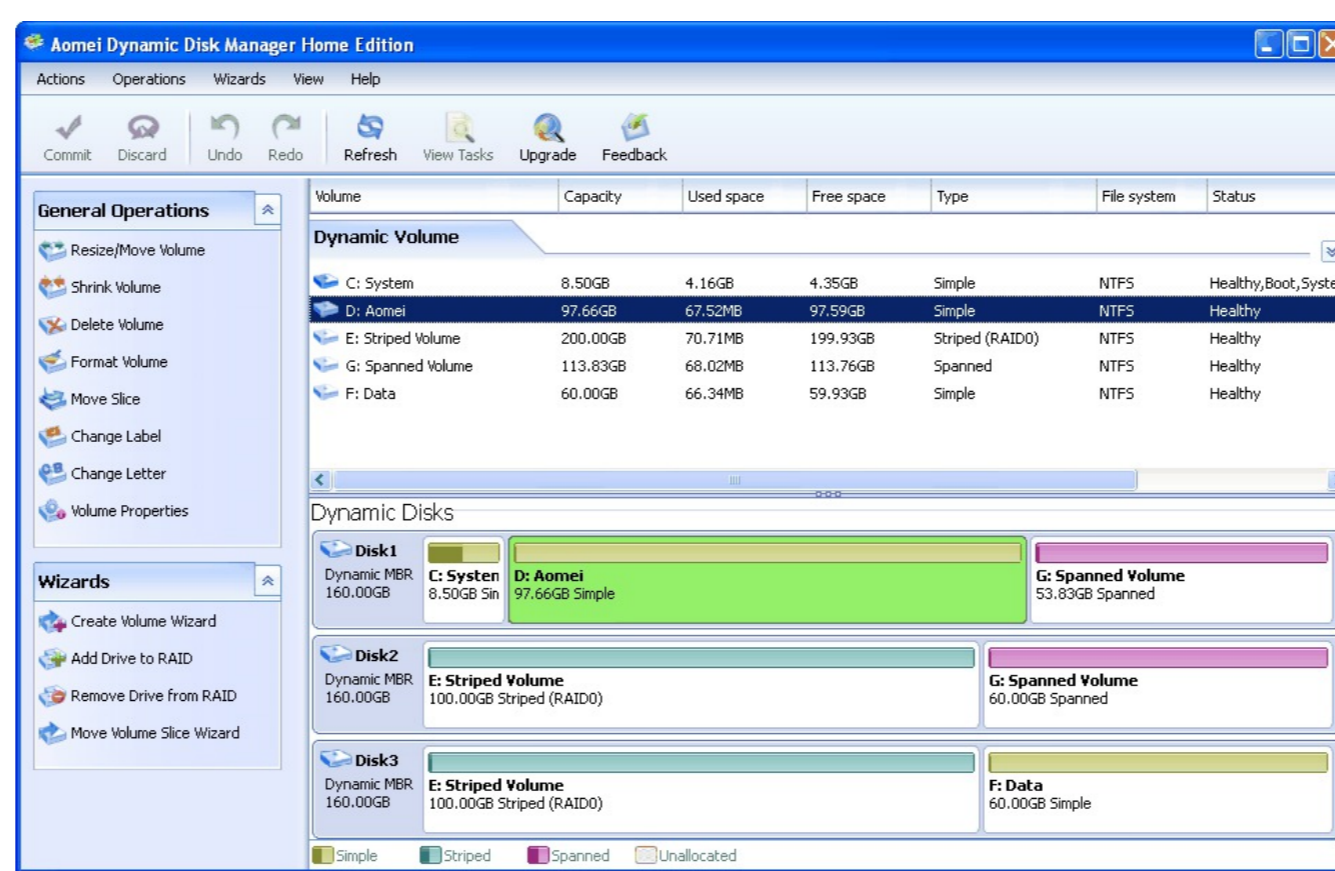 Aomei Dynamic Disk Manager Home Edition
Actions Operations Wizards View Help
Commit Discard Undo Redo Refresh View Tasks Upgrade Feedback
General Operations
Resize/Move Volume
Shrink Volume
Delete Volume
Format Volume
Move Slice
Change Label
Change Letter
Volume Properties
Wizards
Create Volume Wizard
Add Drive to RAID
Remove Drive from RAID
Move Volume Slice Wizard
Volume Capacity Used space Free space Type File system Status
Dynamic Volume
C: System 8.50GB 4.16GB 4.35GB Simple NTFS Healthy,Boot,Syste
D: Aomei 97.66GB 67.52MB 97.59GB Simple NTFS Healthy
E: Striped Volume 200.00GB 70.71MB 199.93GB Striped (RAID0) NTFS Healthy
G: Spanned Volume 113.83GB 68.02MB 113.76GB Spanned NTFS Healthy
F: Data 60.00GB 66.34MB 59.93GB Simple NTFS Healthy
Dynamic Disks
Disk1
Dynamic MBR C: System D: Aomei G: Spanned Volume
160.00GB 8.50GB Sin 97.66GB Simple 53.83GB Spanned
Disk2
Dynamic MBR E: Striped Volume G: Spanned Volume
160.00GB 100.00GB Striped (RAID0) 60.00GB Spanned
Disk3
Dynamic MBR E: Striped Volume F: Data
160.00GB 100.00GB Striped (RAID0) 60.00GB Simple
Simple Striped Spanned Unallocated